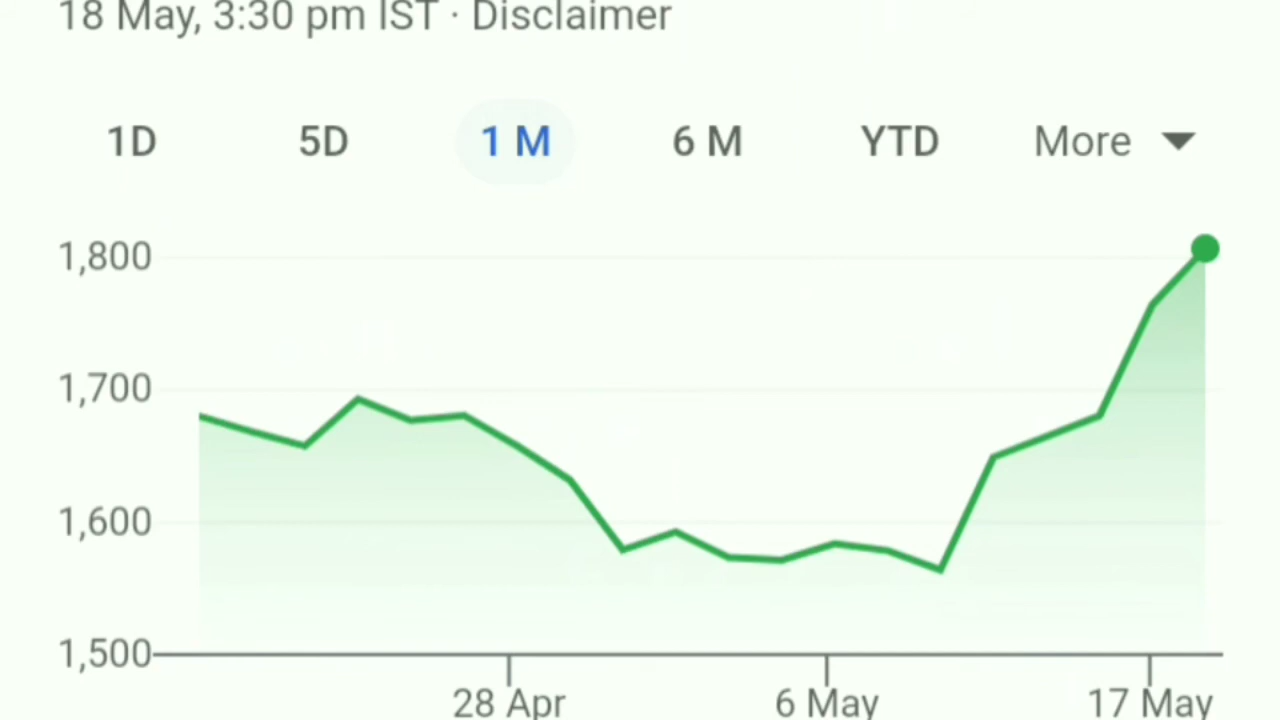 18 May, 3:30 pm IST · Disclaimer
1D 5D 1 M 6 M YTD More
1,800
1,700
1,600
1,500
28 Apr 6 May 17 May